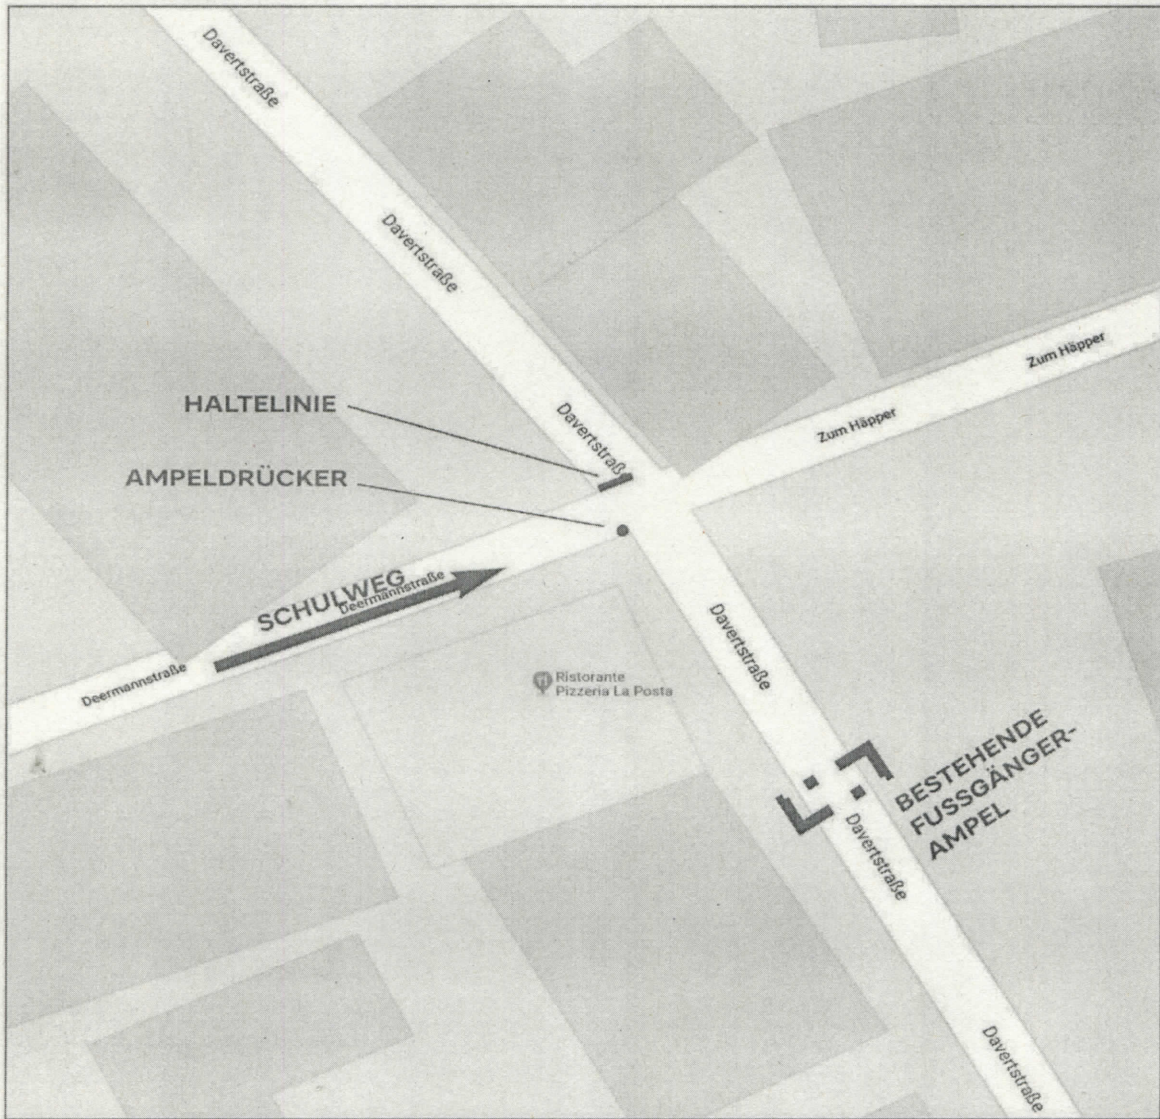 Davertstraße
Davertstraße
Zum Häpper
HALTELINIE
Davertstraße
Zum Häpper
AMPELDRÜCKER
SCHULWEG
Deermannstraße
Deermannstraße
Davertstraße
Ristorante
Pizzeria La Posta
BESTEHENDE
FUSSGÄNGER-
AMPEL
Davertstraße
Davertstraße